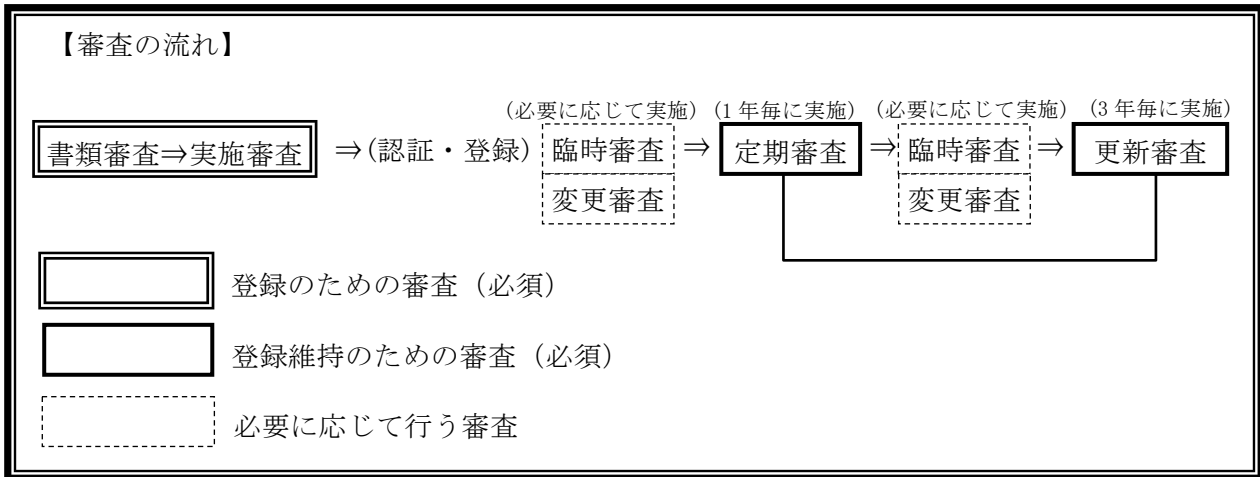 【審査の流れ】
(必要に応じて実施) (1年毎に実施) (必要に応じて実施) (3年毎に実施)
書類審査⇒実施審査 ⇒(認証・登録) 臨時審査 ⇒ 定期審査 ⇒ 臨時審査 ⇒ 更新審査
変更審査 変更審査
登録のための審査(必須)
登録維持のための審査(必須)
必要に応じて行う審査